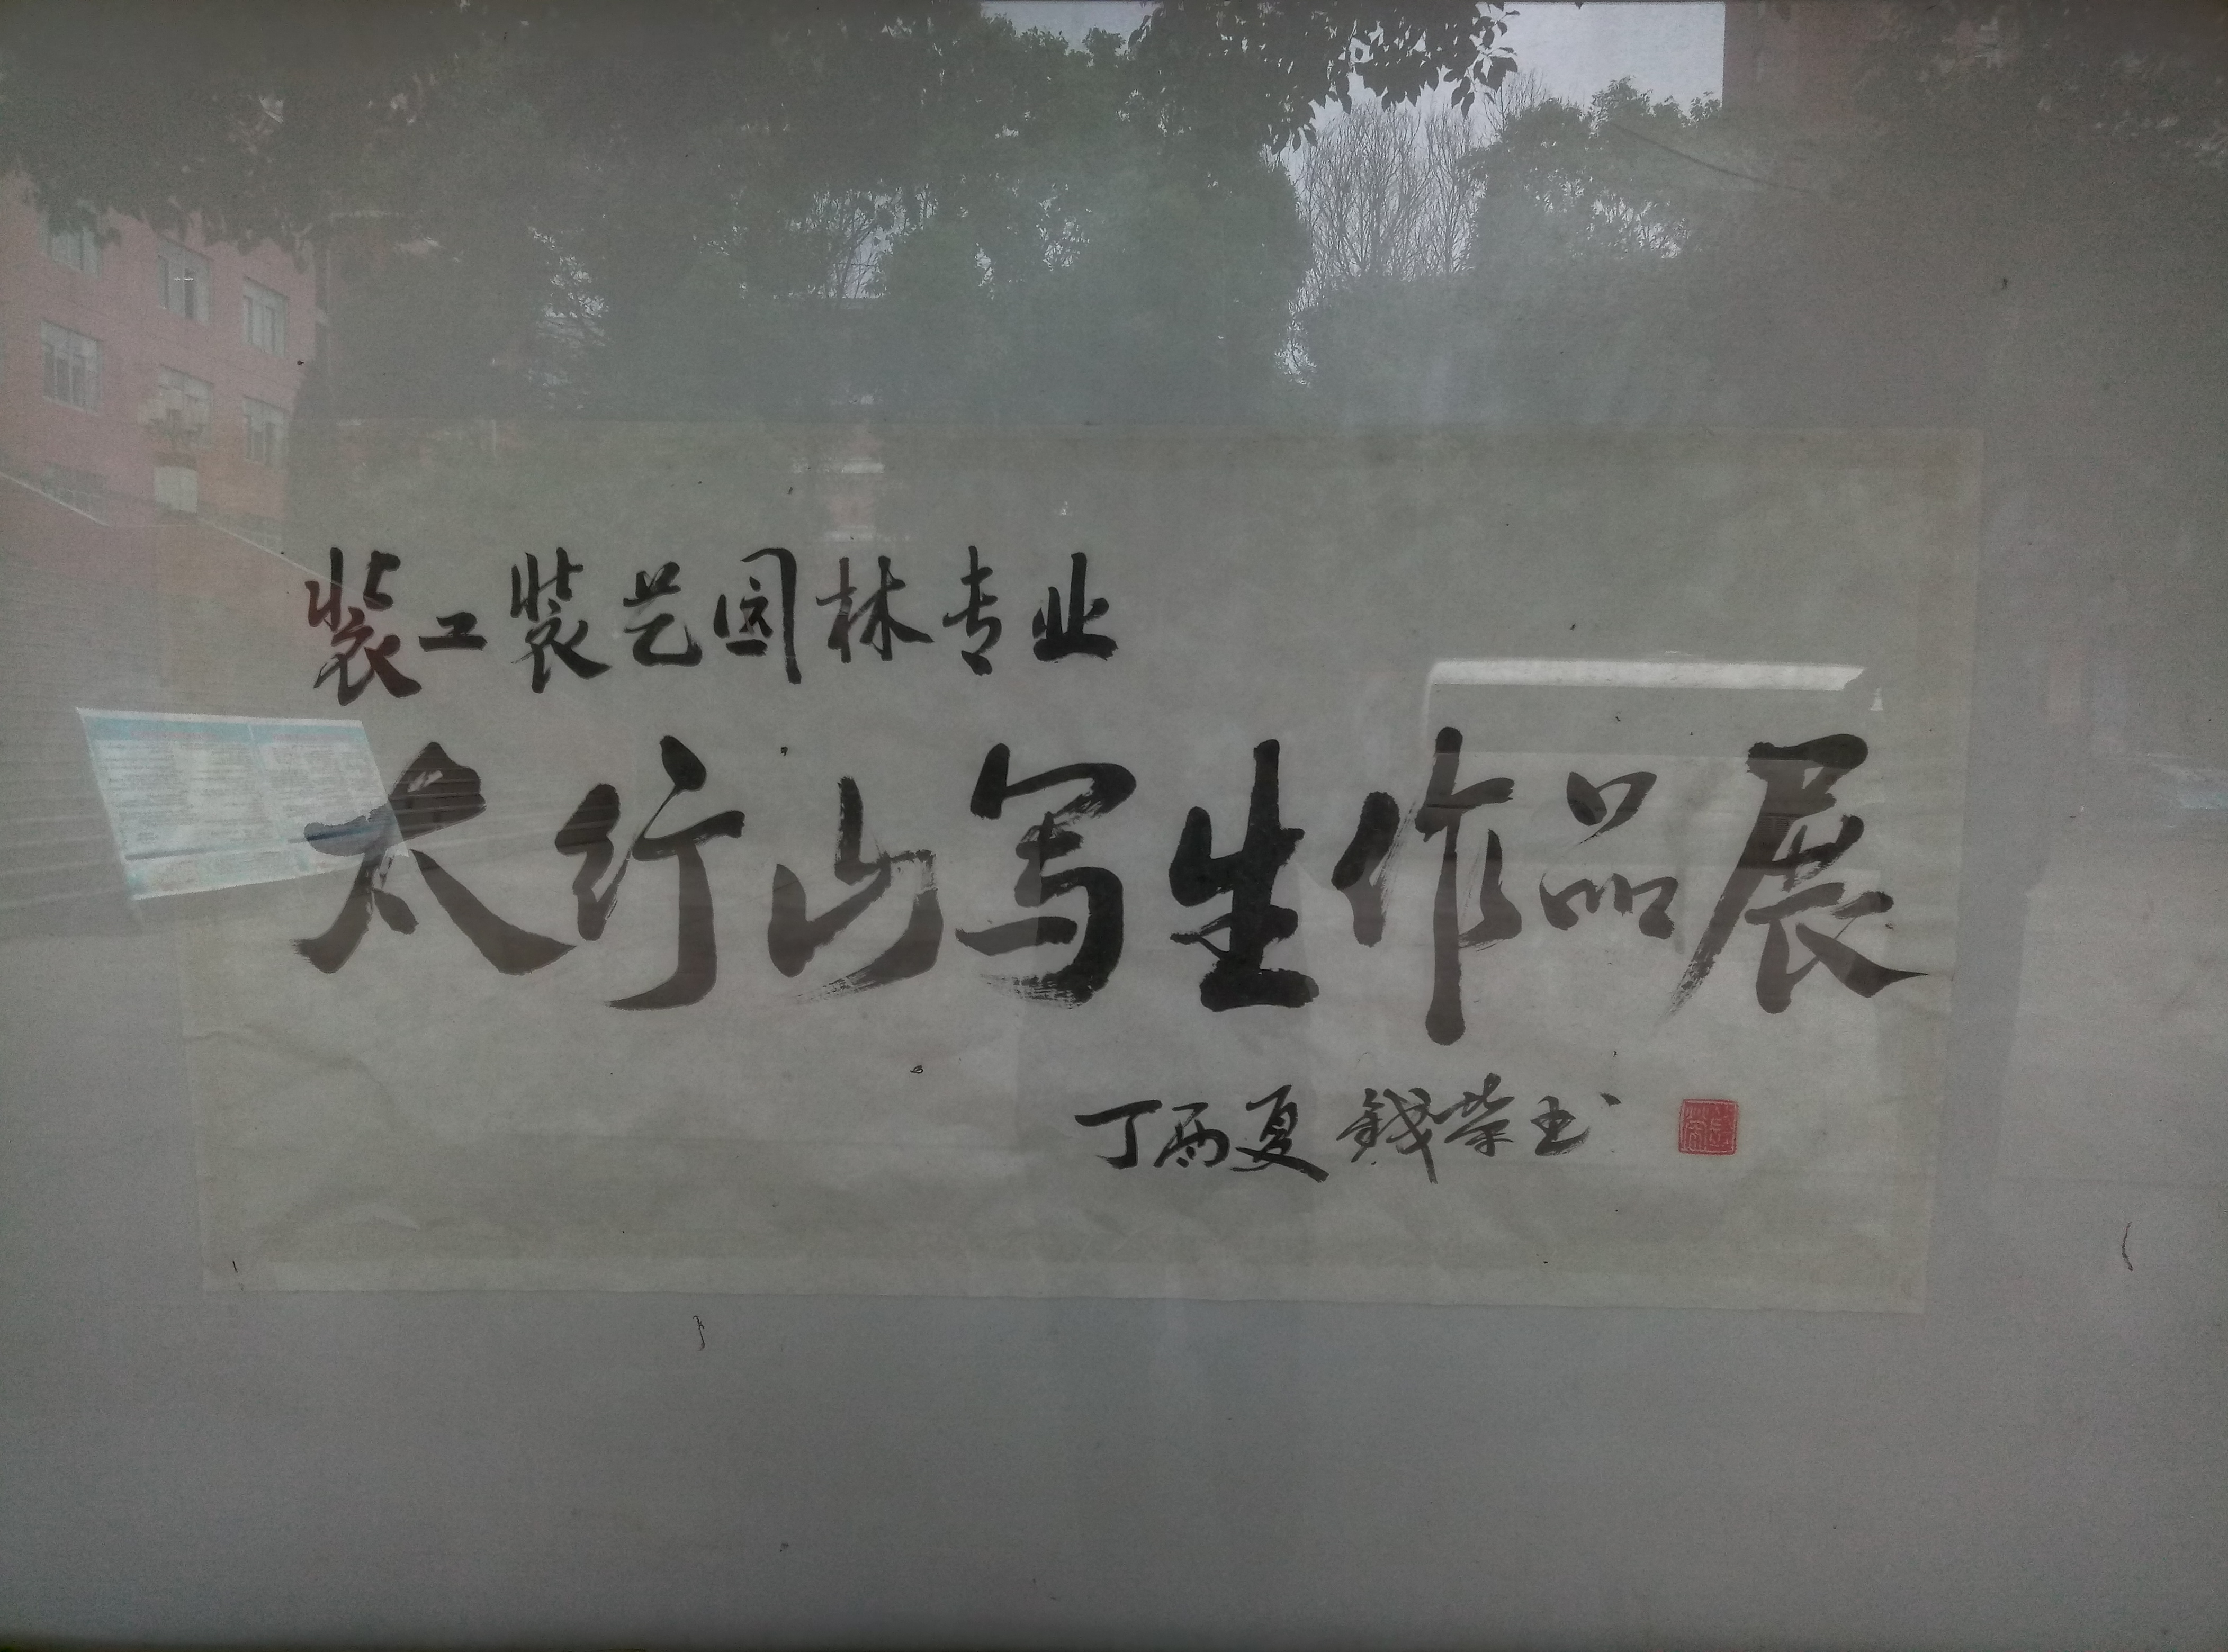 装工装艺园林专业
太行山写生作品展
丁酉夏 錢荣书